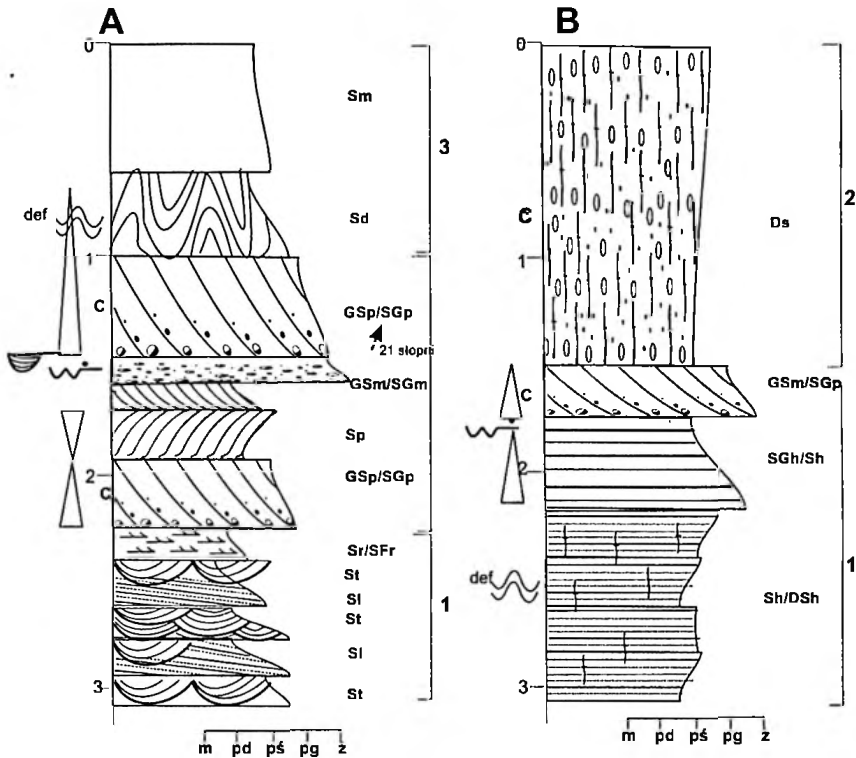 A
0
Sm
3
def
Sd
1
C
GSp/SGp
21 slopni
GSm/SGm
Sp
2
C
GSp/SGp
Sr/SFr
St
Sl
St
1
Sl
3
St
m pd pś pg ż
B
0
2
C
Ds
1
C
GSm/SGp
2
SGh/Sh
def
Sh/DSh
1
3
m pd pś pg ż